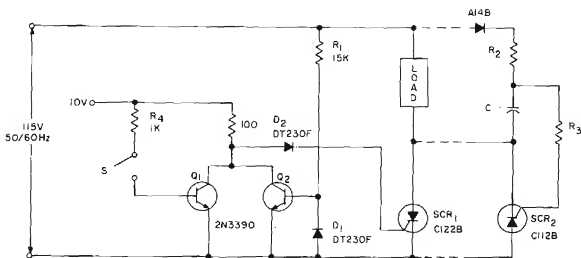 A14B
R1
15K
R2
LOAD
10V
R4
1K
100
D2
DT230F
C
R3
115V
50/60Hz
S
Q1
Q2
2N3390
D1
DT230F
SCR1
C122B
SCR2
C112B